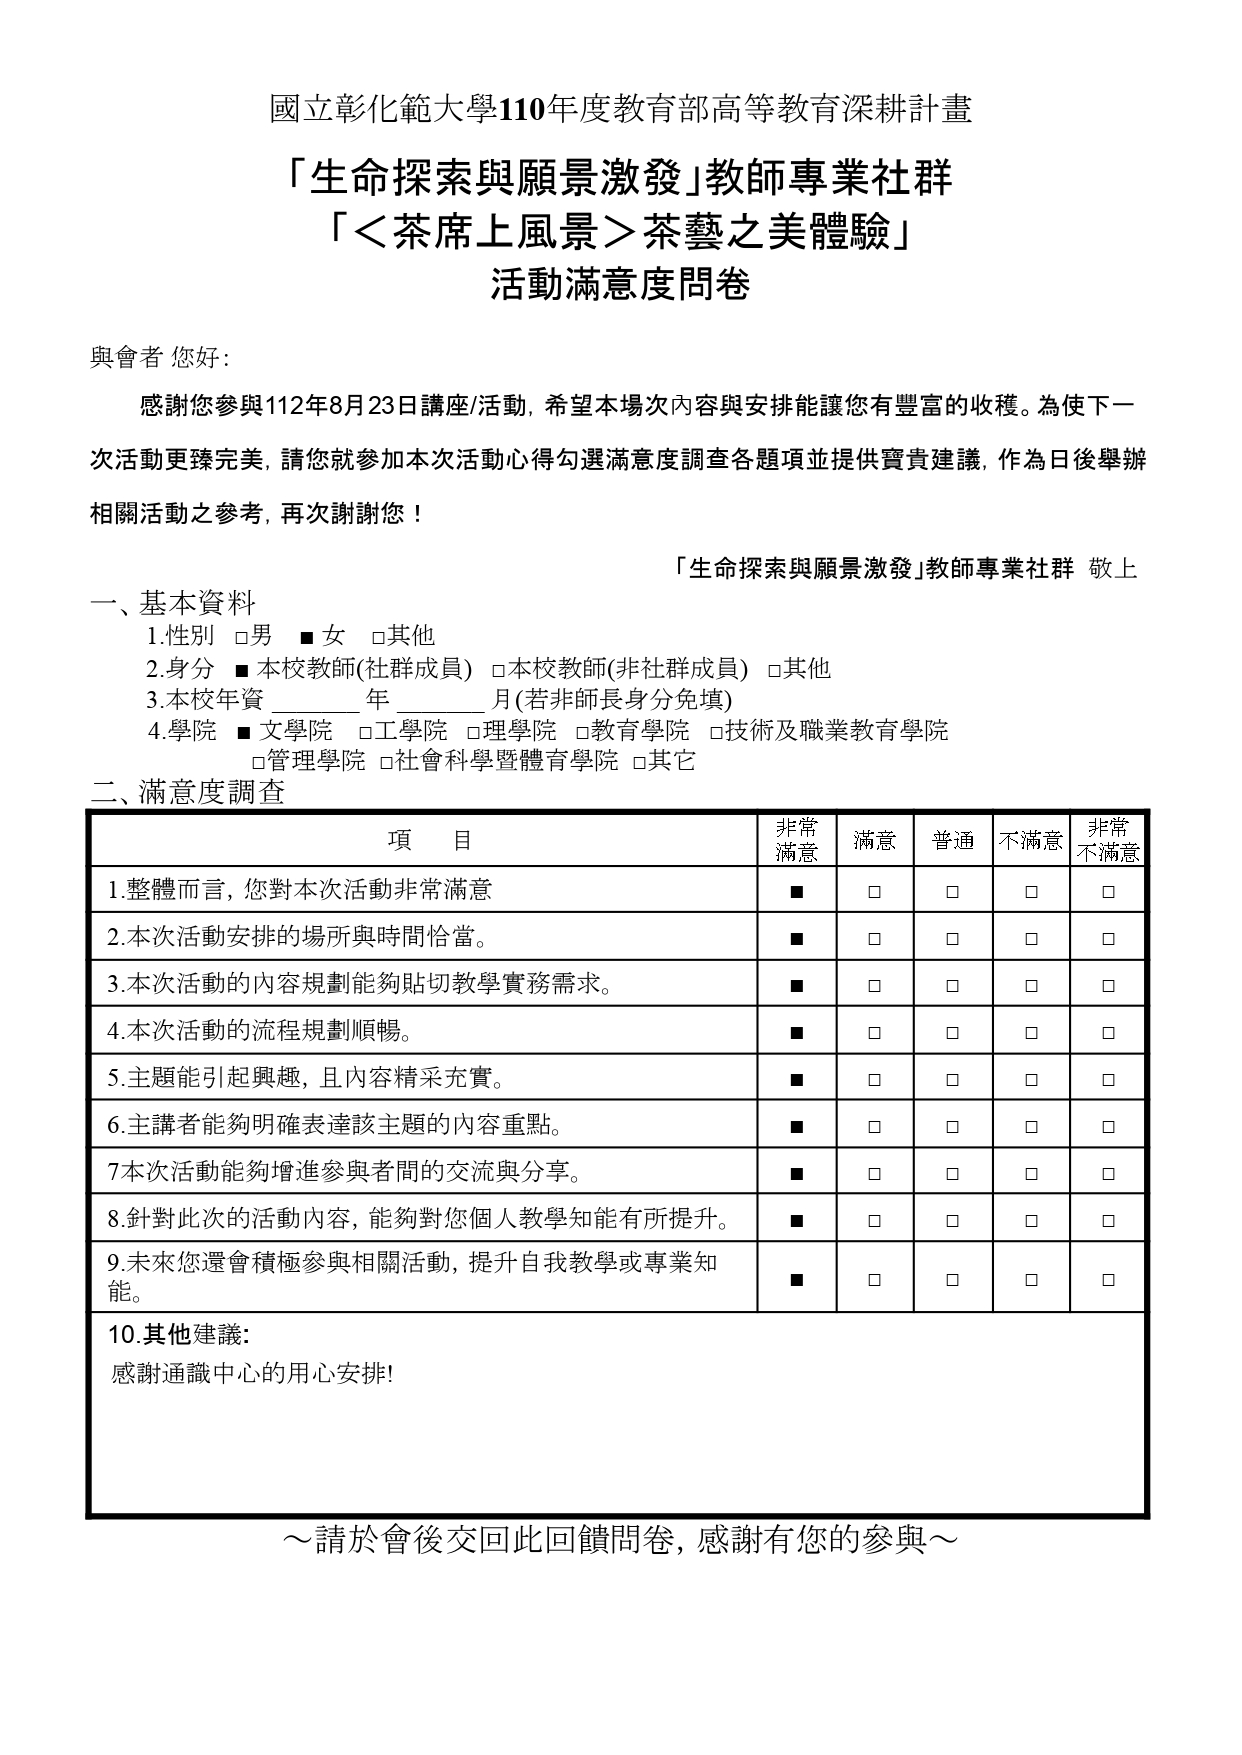 國立彰化範大學110年度教育部高等教育深耕計畫
「生命探索與願景激發」教師專業社群
「＜茶席上風景＞茶藝之美體驗」
活動滿意度問卷
與會者 您好：
感謝您參與112年8月23日講座/活動，希望本場次內容與安排能讓您有豐富的收穫。為使下一
次活動更臻完美，請您就參加本次活動心得勾選滿意度調查各題項並提供寶貴建議，作為日後舉辦
相關活動之參考，再次謝謝您！
「生命探索與願景激發」教師專業社群 敬上
一、基本資料
1.性別 □男 ■ 女 □其他
2.身分 ■ 本校教師(社群成員) □本校教師(非社群成員) □其他
3.本校年資 _______ 年 _______ 月(若非師長身分免填)
4.學院 ■ 文學院 □工學院 □理學院 □教育學院 □技術及職業教育學院
□管理學院 □社會科學暨體育學院 □其它
二、滿意度調查
項 目 非常滿意 滿意 普通 不滿意 非常不滿意
1.整體而言，您對本次活動非常滿意 ■ □ □ □ □
2.本次活動安排的場所與時間恰當。 ■ □ □ □ □
3.本次活動的內容規劃能夠貼切教學實務需求。 ■ □ □ □ □
4.本次活動的流程規劃順暢。 ■ □ □ □ □
5.主題能引起興趣，且內容精采充實。 ■ □ □ □ □
6.主講者能夠明確表達該主題的內容重點。 ■ □ □ □ □
7本次活動能夠增進參與者間的交流與分享。 ■ □ □ □ □
8.針對此次的活動內容，能夠對您個人教學知能有所提升。 ■ □ □ □ □
9.未來您還會積極參與相關活動，提升自我教學或專業知
能。 ■ □ □ □ □
10.其他建議:
感謝通識中心的用心安排!
～請於會後交回此回饋問卷，感謝有您的參與～